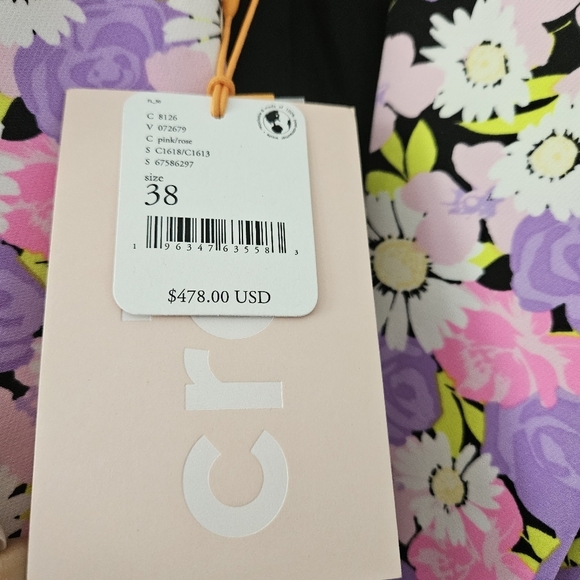 C 8126
V 072679
C pink/rose
S C1618/C1613
S 67586297
size
38
1 96347 63558 3
$478.00 USD
cr